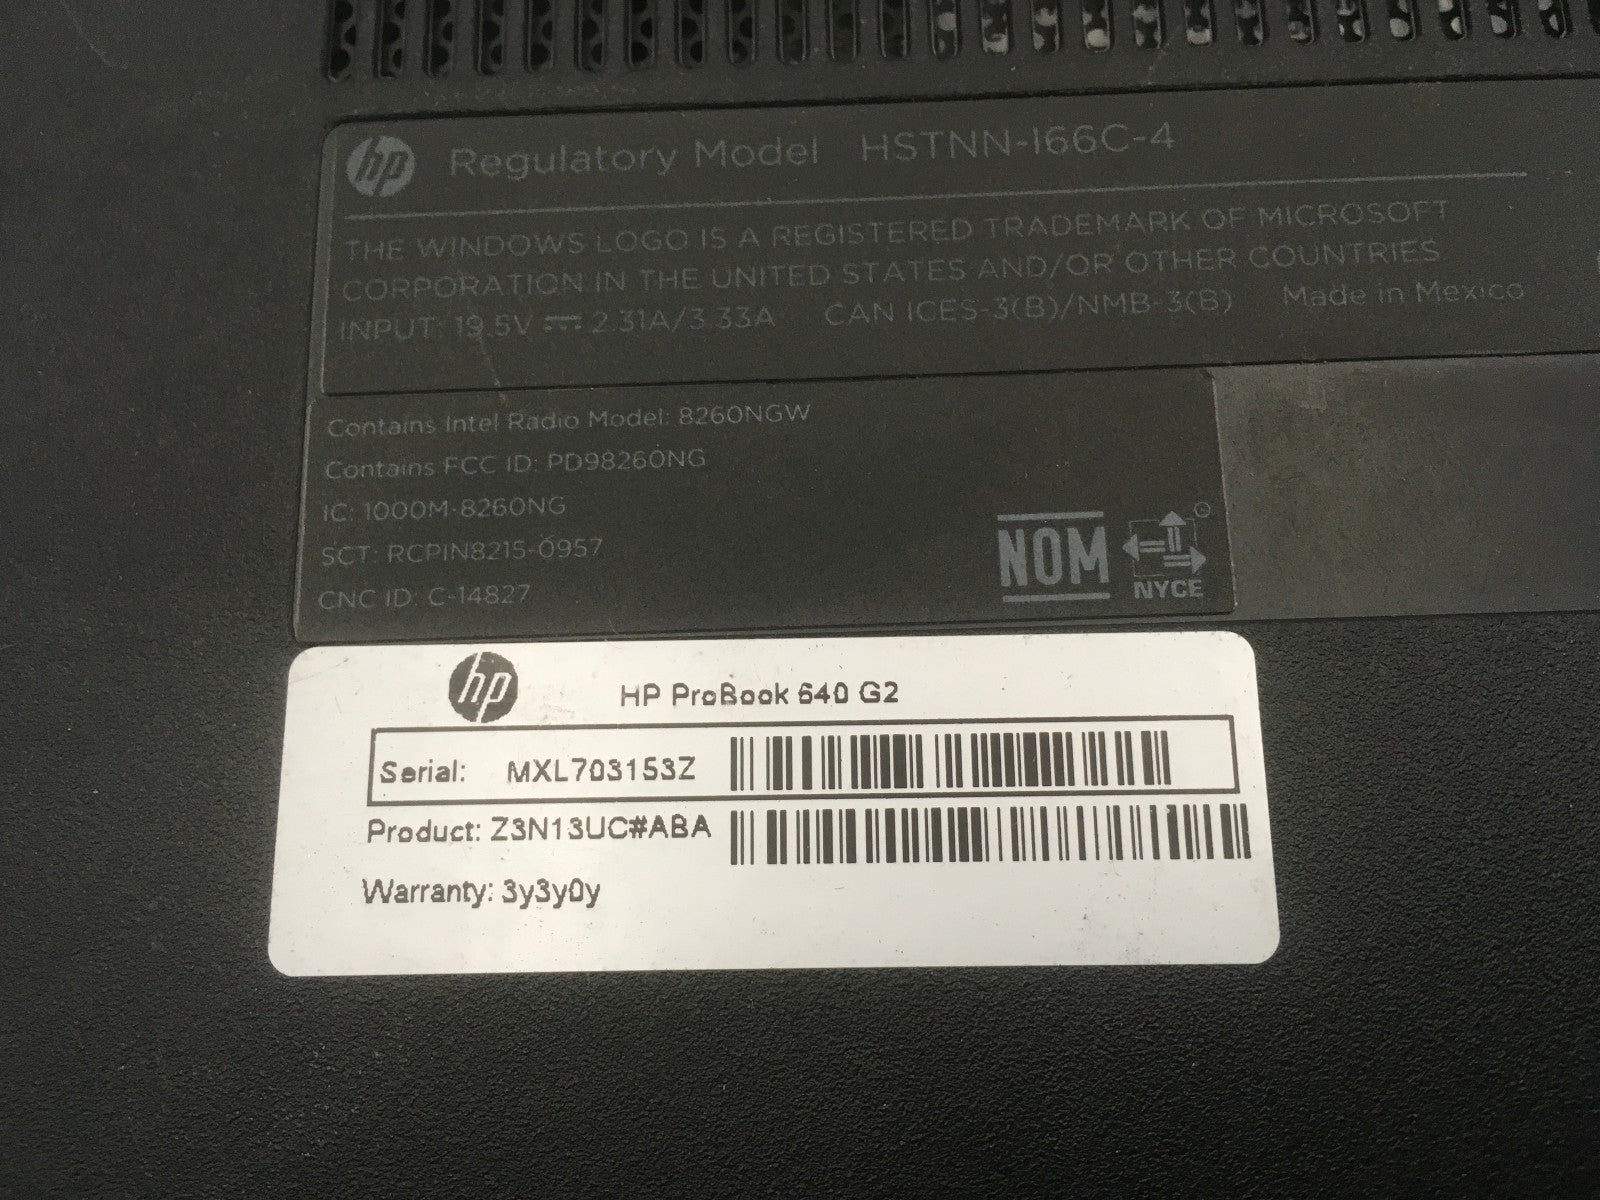 hp Regulatory Model HSTNN-I66C-4
THE WINDOWS LOGO IS A REGISTERED TRADEMARK OF MICROSOFT
CORPORATION IN THE UNITED STATES AND/OR OTHER COUNTRIES
INPUT: 19.5V ⎓ 2.31A/3.33A CAN ICES-3(B)/NMB-3(B) Made in Mexico
Contains Intel Radio Model: 8260NGW
Contains FCC ID: PD98260NG
IC: 1000M-8260NG
SCT: RCPIN8215-0957
CNC ID: C-14827
NOM NYCE
hp HP ProBook 640 G2
Serial: MXL703153Z
Product: Z3N13UC#ABA
Warranty: 3y3y0y